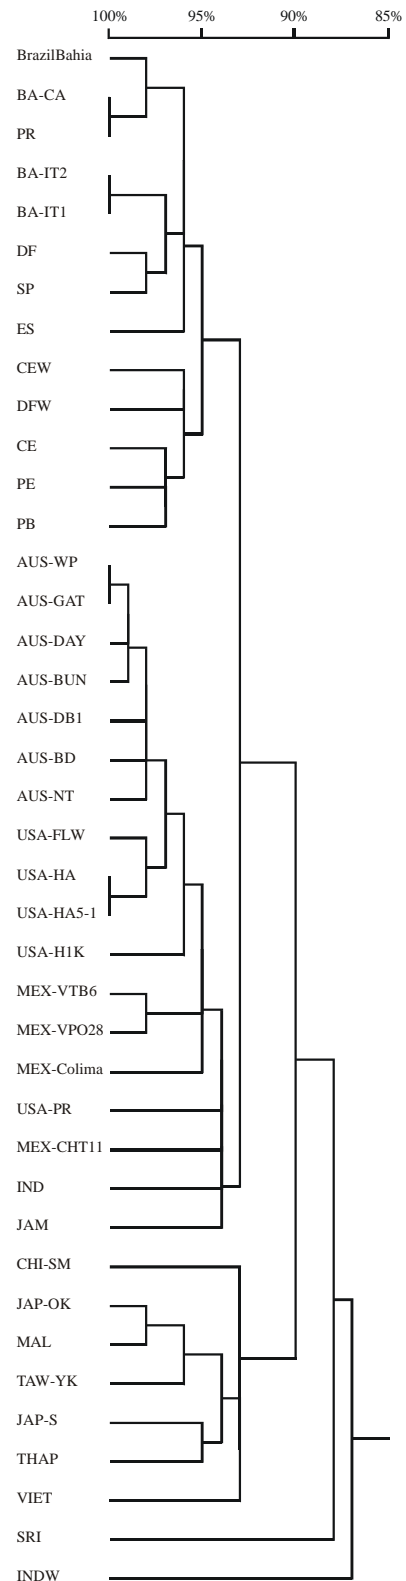 100% 95% 90% 85%
BrazilBahia
BA-CA
PR
BA-IT2
BA-IT1
DF
SP
ES
CEW
DFW
CE
PE
PB
AUS-WP
AUS-GAT
AUS-DAY
AUS-BUN
AUS-DB1
AUS-BD
AUS-NT
USA-FLW
USA-HA
USA-HA5-1
USA-H1K
MEX-VTB6
MEX-VPO28
MEX-Colima
USA-PR
MEX-CHT11
IND
JAM
CHI-SM
JAP-OK
MAL
TAW-YK
JAP-S
THAP
VIET
SRI
INDW